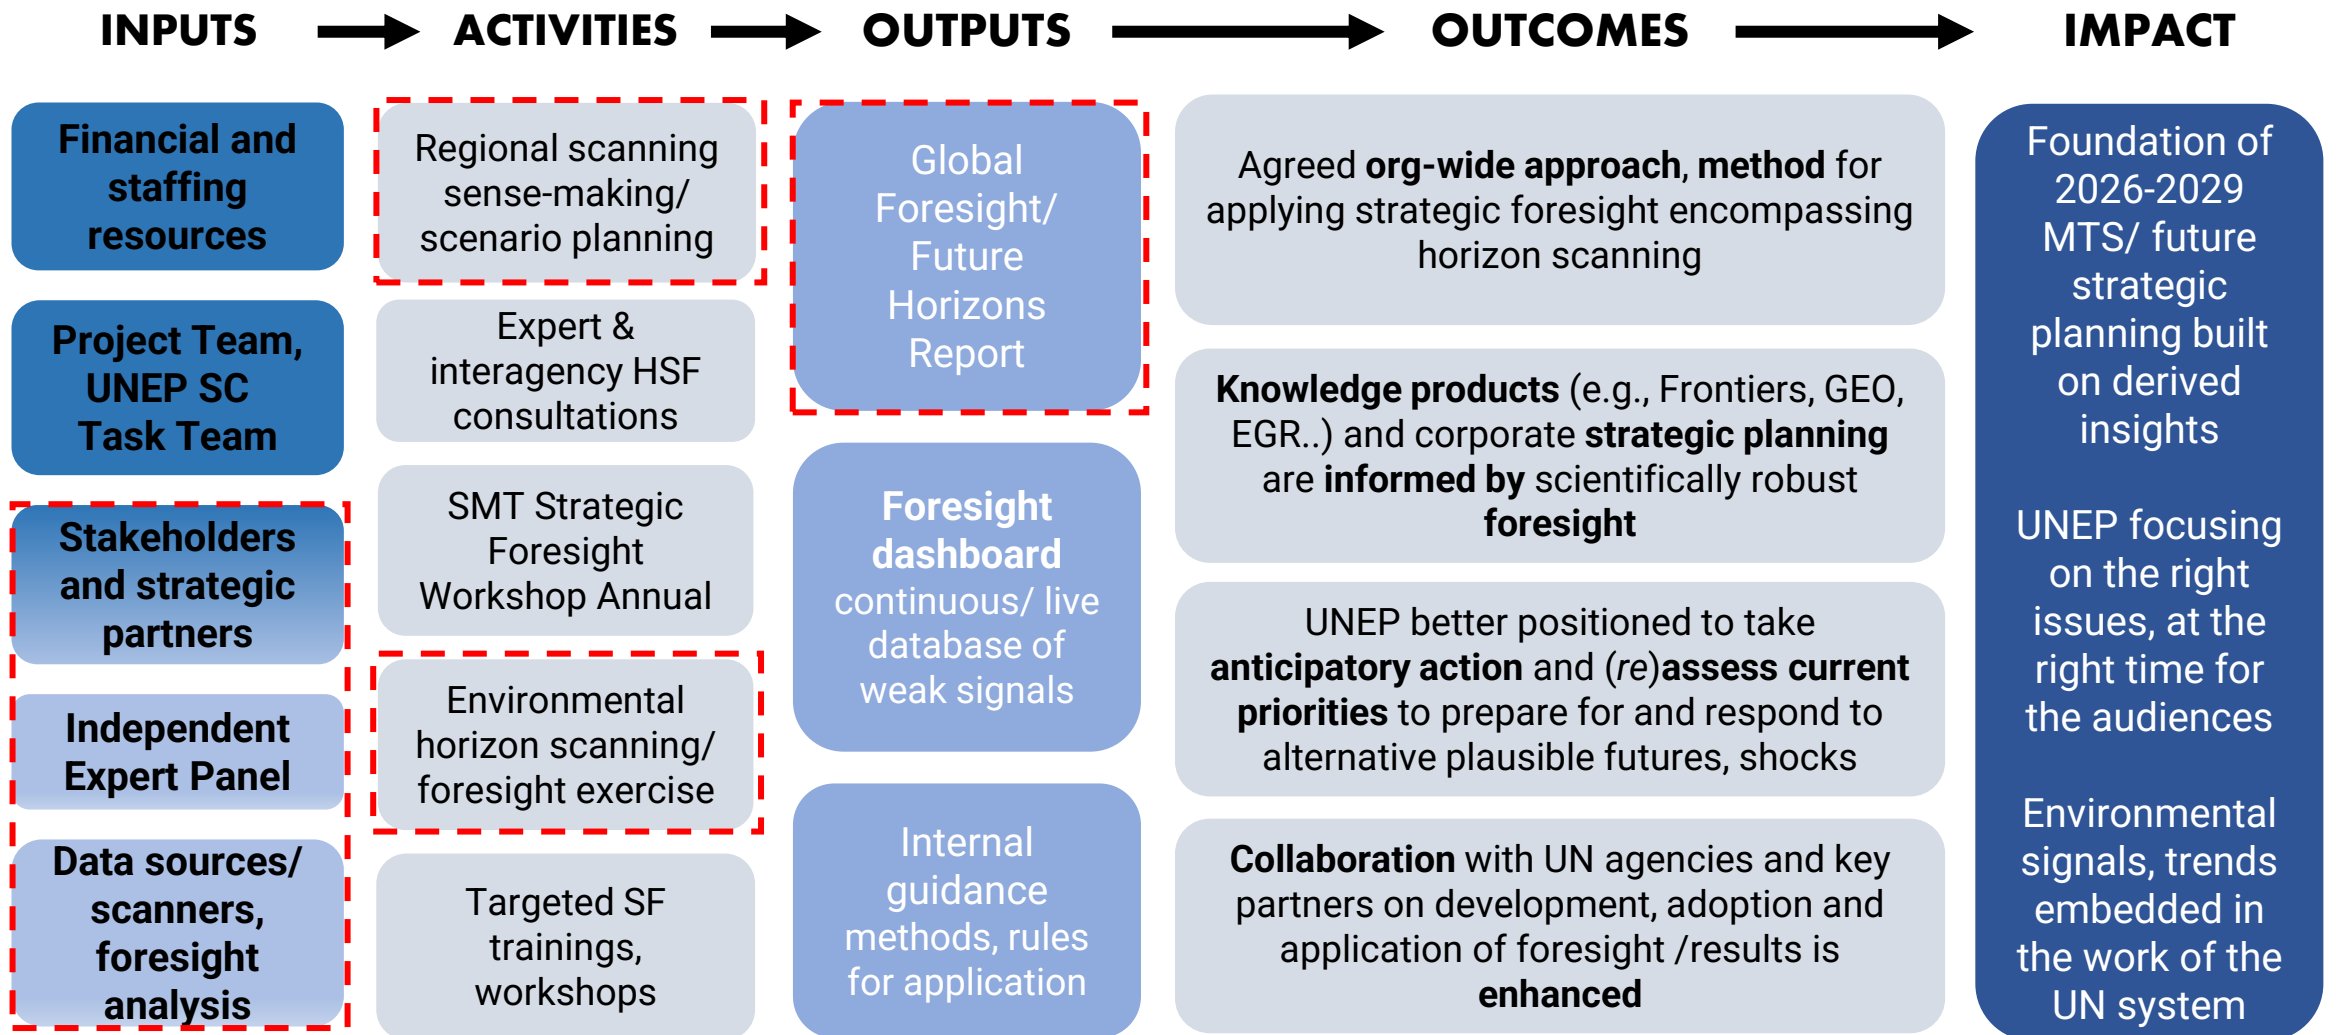 INPUTS
ACTIVITIES
OUTPUTS
OUTCOMES
IMPACT
Financial and
staffing
resources
Project Team,
UNEP SC
Task Team
Stakeholders
and strategic
partners
Independent
Expert Panel
Data sources/
scanners,
foresight
analysis
Regional scanning
sense-making/
scenario planning
Expert &
interagency HSF
consultations
SMT Strategic
Foresight
Workshop Annual
Environmental
horizon scanning/
foresight exercise
Targeted SF
trainings,
workshops
Global
Foresight/
Future
Horizons
Report
Foresight
dashboard
continuous/ live
database of
weak signals
Internal
guidance
methods, rules
for application
Agreed org-wide approach, method for
applying strategic foresight encompassing
horizon scanning
Knowledge products (e.g., Frontiers, GEO,
EGR..) and corporate strategic planning
are informed by scientifically robust
foresight
UNEP better positioned to take
anticipatory action and (re)assess current
priorities to prepare for and respond to
alternative plausible futures, shocks
Collaboration with UN agencies and key
partners on development, adoption and
application of foresight /results is
enhanced
Foundation of
2026-2029
MTS/ future
strategic
planning built
on derived
insights
UNEP focusing
on the right
issues, at the
right time for
the audiences
Environmental
signals, trends
embedded in
the work of the
UN system